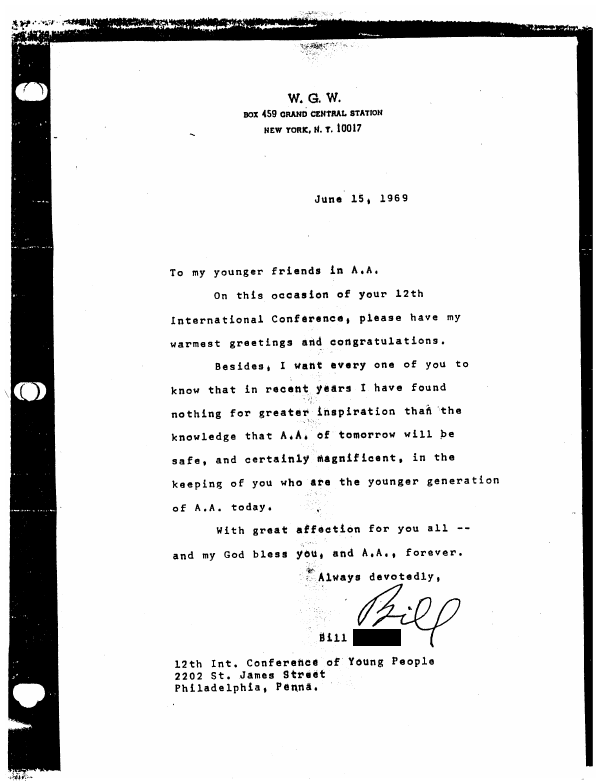 W. G. W.
BOX 459 GRAND CENTRAL STATION
NEW YORK, N. Y. 10017
June 15, 1969
To my younger friends in A.A.
On this occasion of your 12th
International Conference, please have my
warmest greetings and congratulations.
Besides, I want every one of you to
know that in recent years I have found
nothing for greater inspiration than the
knowledge that A.A. of tomorrow will be
safe, and certainly magnificent, in the
keeping of you who are the younger generation
of A.A. today.
With great affection for you all --
and my God bless you, and A.A., forever.
Always devotedly,
Bill
Bill
12th Int. Conference of Young People
2202 St. James Street
Philadelphia, Penna.